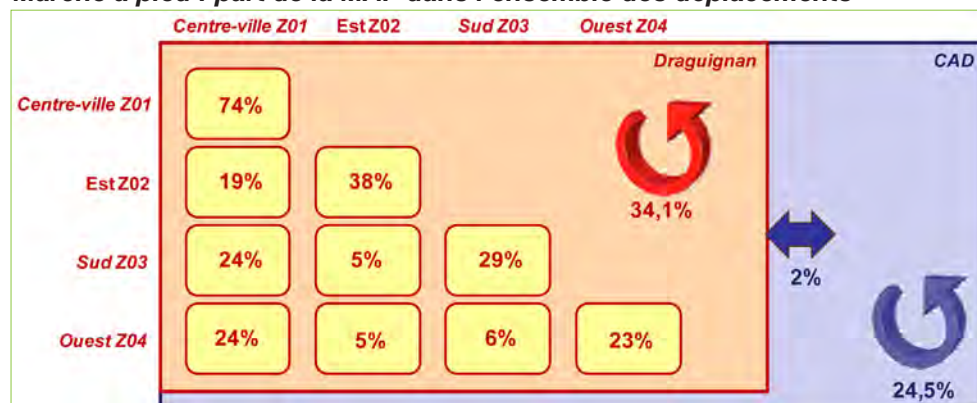 Centre-ville Z01 Est Z02 Sud Z03 Ouest Z04
Draguignan CAD
Centre-ville Z01 74%
Est Z02 19% 38%
34,1%
Sud Z03 24% 5% 29%
2%
Ouest Z04 24% 5% 6% 23%
24,5%